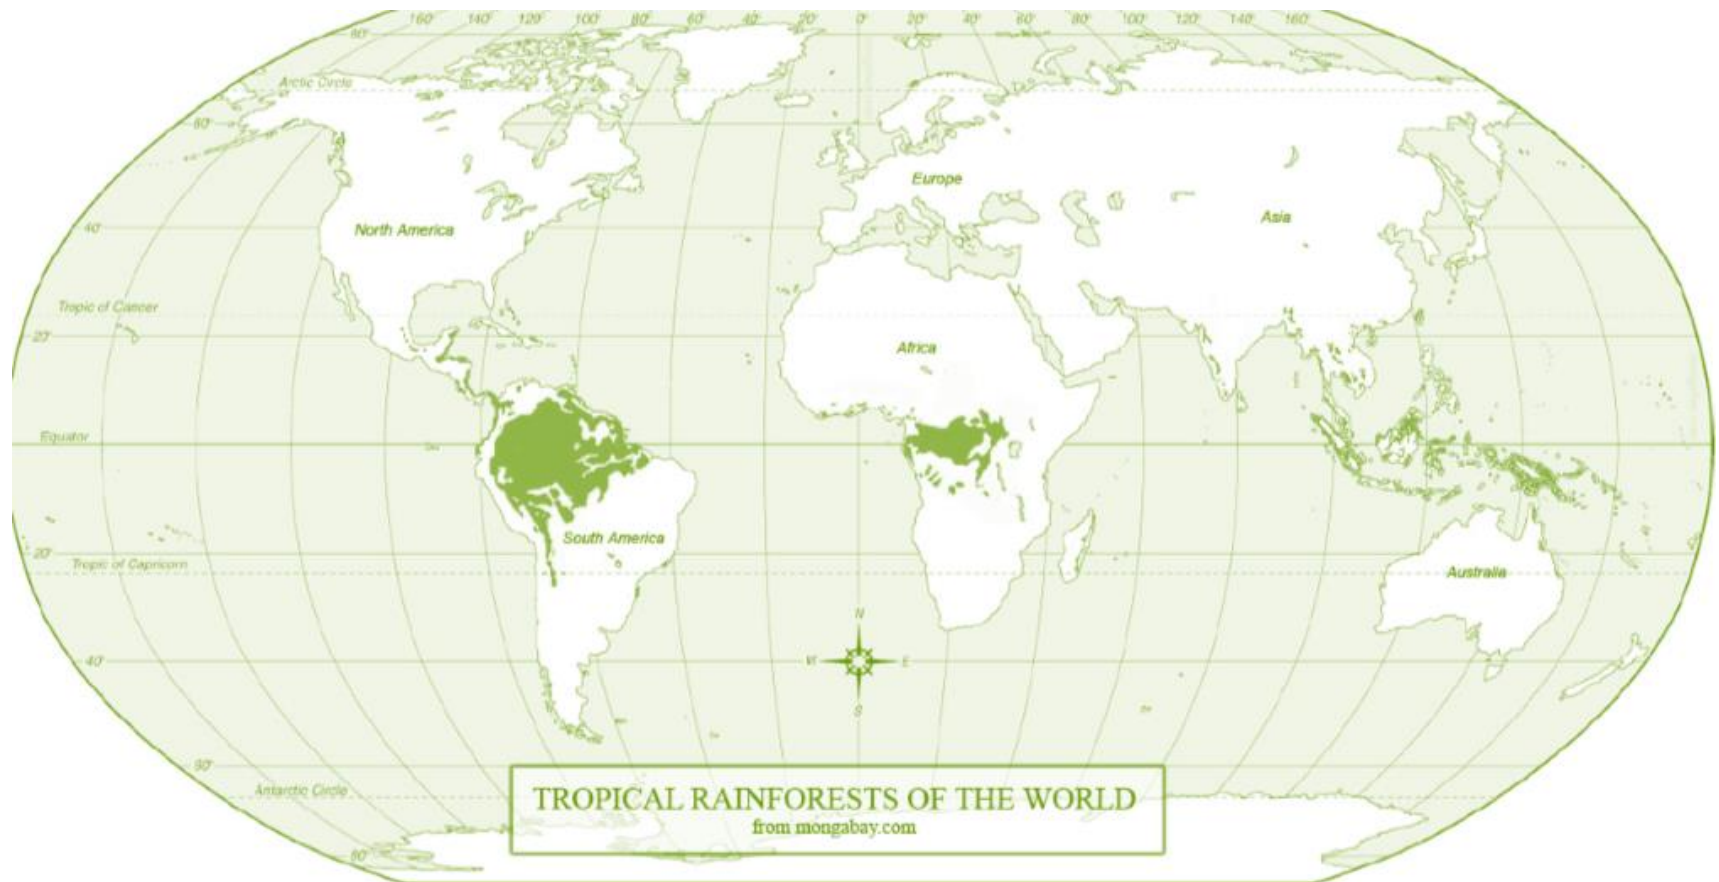 160° 140° 120° 100° 80° 60° 40° 20° 0° 20° 40° 60° 80° 100° 120° 140° 160°
80°
Arctic Circle
60°
Europe
Asia
North America
40°
Tropic of Cancer
20°
Africa
Equator
South America
20°
Tropic of Capricorn
Australia
N
W E
S
40°
Antarctic Circle
TROPICAL RAINFORESTS OF THE WORLD
from mongabay.com